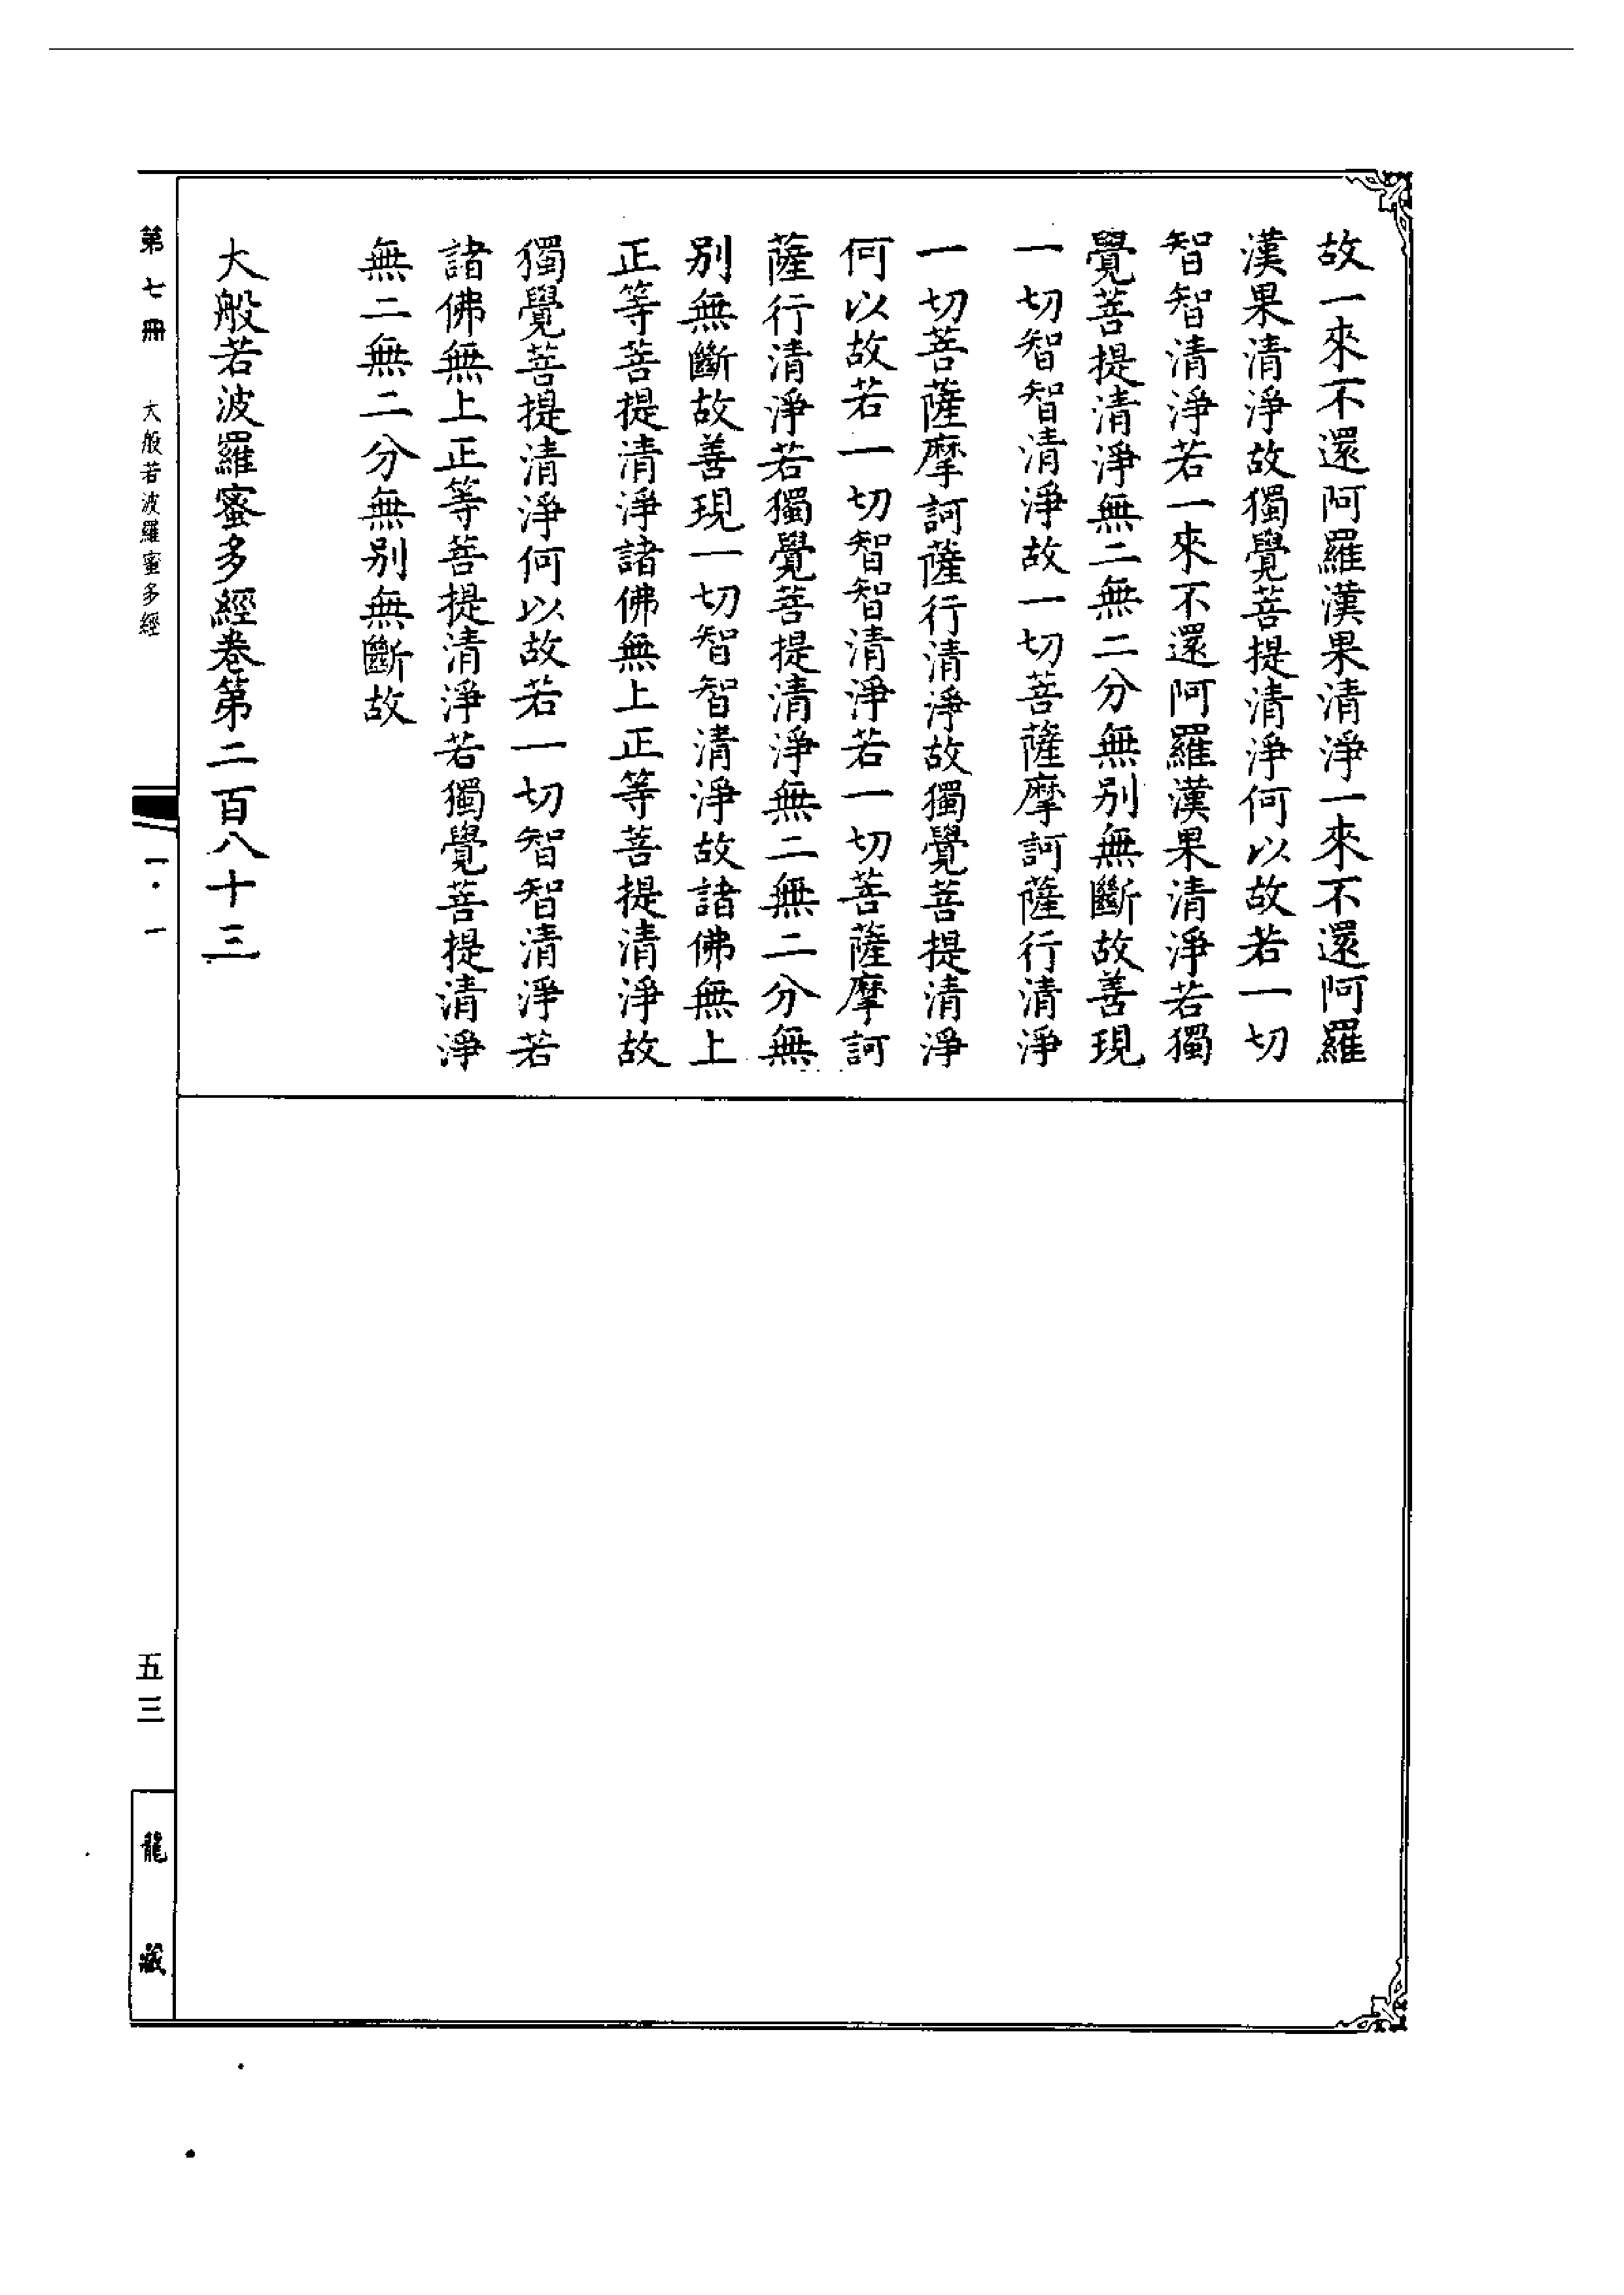 故一來不還阿羅漢果清淨一來不還阿羅
漢果清淨故獨覺菩提清淨何以故若一切
智智清淨若一來不還阿羅漢果清淨若獨
覺菩提清淨無二無二分無別無斷故善現
一切智智清淨故一切菩薩摩訶薩行清淨
一切菩薩摩訶薩行清淨故獨覺菩提清淨
何以故若一切智智清淨若一切菩薩摩訶
薩行清淨若獨覺菩提清淨無二無二分無
別無斷故善現一切智智清淨故諸佛無上
正等菩提清淨諸佛無上正等菩提清淨故
獨覺菩提清淨何以故若一切智智清淨若
諸佛無上正等菩提清淨若獨覺菩提清淨
無二無二分無別無斷故
大般若波羅蜜多經卷第二百八十三
第七冊 大般若波羅蜜多經 一·一 五三 龍藏